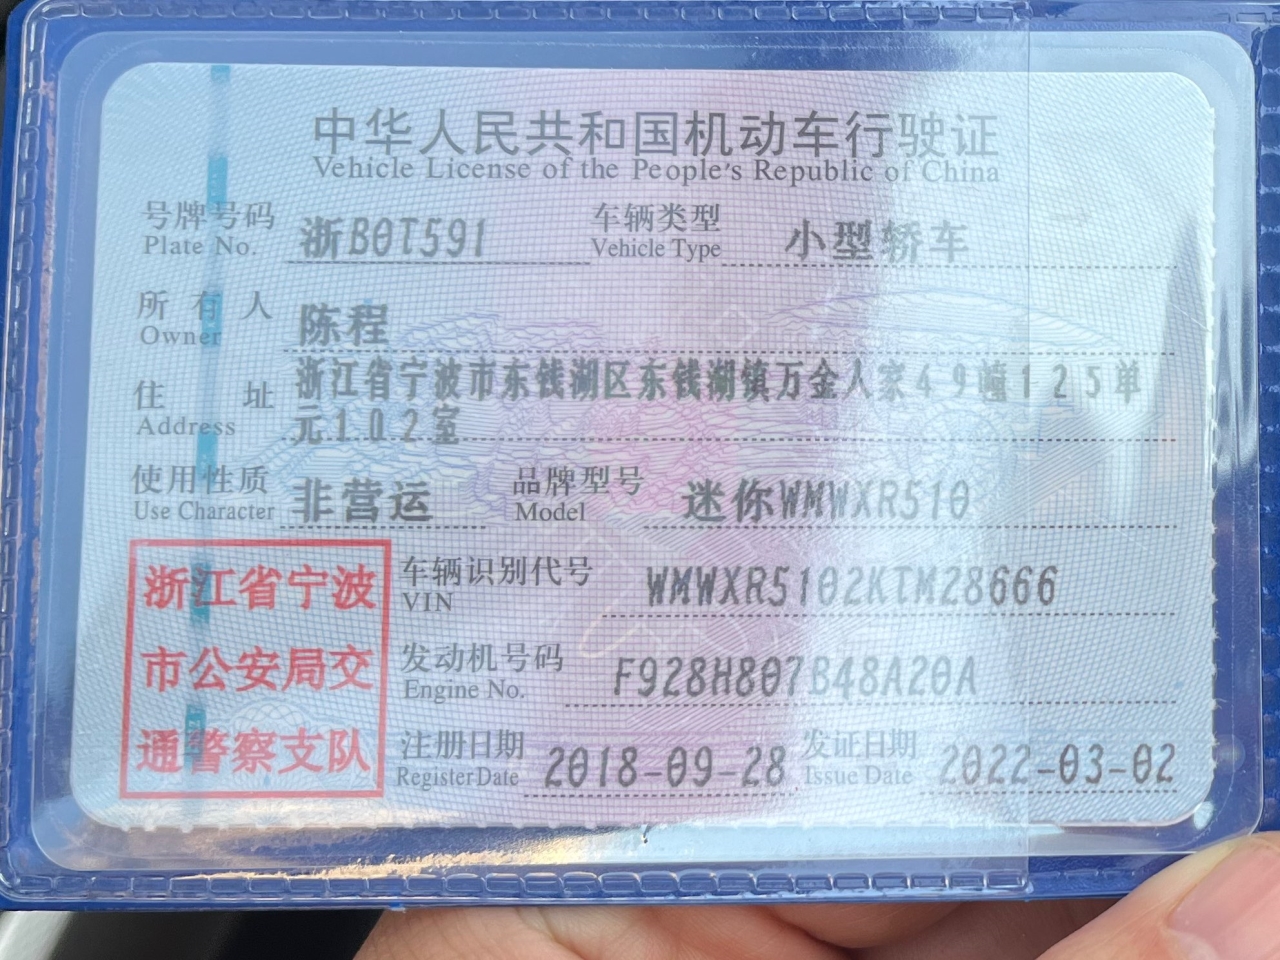 中华人民共和国机动车行驶证
Vehicle License of the People's Republic of China
号牌号码 浙B0T591 车辆类型 小型轿车
Plate No. Vehicle Type
所有人 陈程
Owner
住址 浙江省宁波市东钱湖区东钱湖镇万金人家49幢125单
Address 元102室
使用性质 非营运 品牌型号 迷你WMWXR510
Use Character Model
浙江省宁波
市公安局交
通警察支队
车辆识别代号 WMWXR5102KTM28666
VIN
发动机号码 F928H807B48A20A
Engine No.
注册日期 2018-09-28 发证日期 2022-03-02
Register Date Issue Date